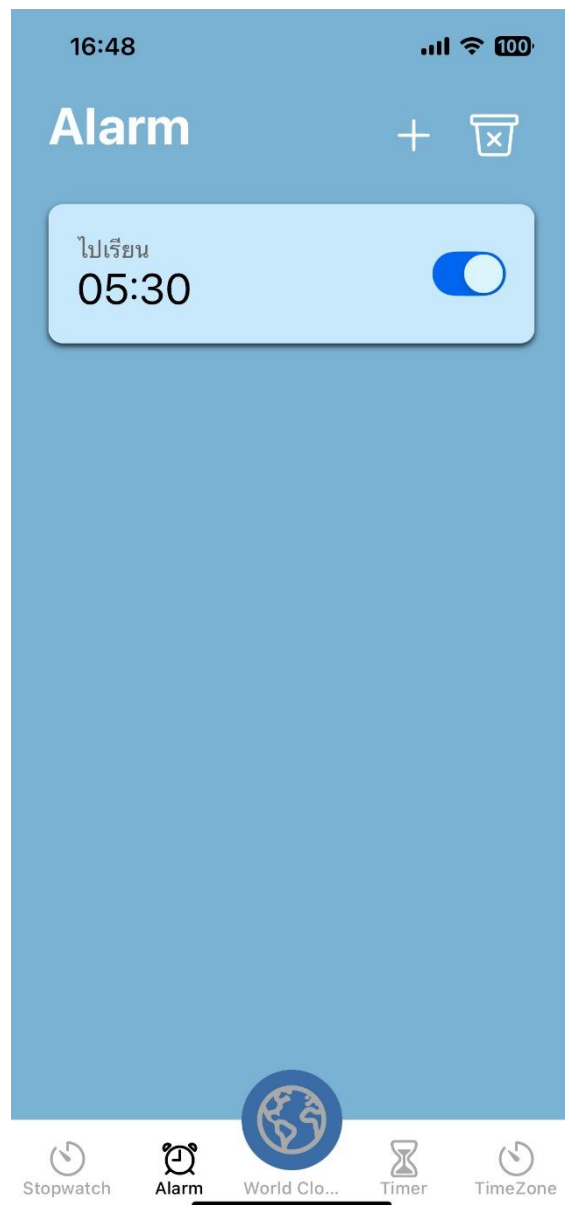 16:48
100
Alarm
ไปเรียน
05:30
Stopwatch
Alarm
World Clo...
Timer
TimeZone